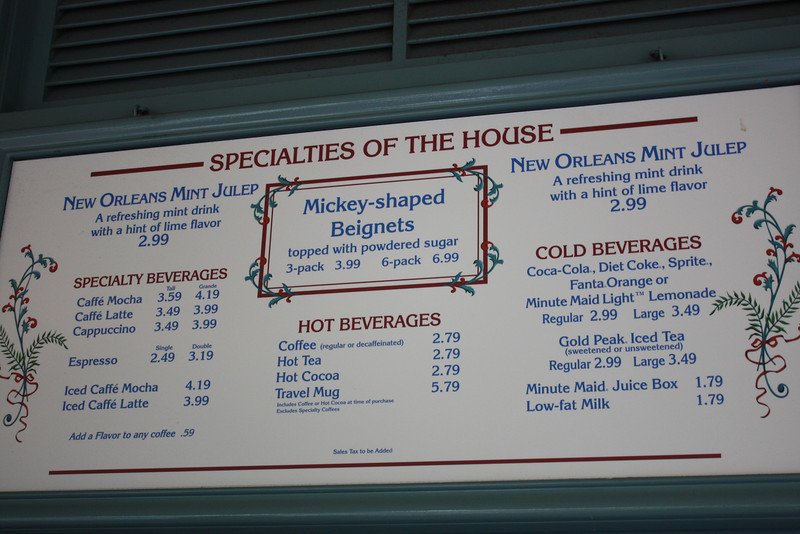 SPECIALTIES OF THE HOUSE
NEW ORLEANS MINT JULEP
A refreshing mint drink
with a hint of lime flavor
2.99
SPECIALTY BEVERAGES
Tall Grande
Caffé Mocha 3.59 4.19
Caffé Latte 3.49 3.99
Cappuccino 3.49 3.99
Single Double
Espresso 2.49 3.19
Iced Caffé Mocha 4.19
Iced Caffé Latte 3.99
Add a Flavor to any coffee .59
Mickey-shaped
Beignets
topped with powdered sugar
3-pack 3.99 6-pack 6.99
HOT BEVERAGES
Coffee (regular or decaffeinated) 2.79
Hot Tea 2.79
Hot Cocoa 2.79
Travel Mug 5.79
Includes Coffee or Hot Cocoa at time of purchase
Excludes Specialty Coffees
Sales Tax to be Added
NEW ORLEANS MINT JULEP
A refreshing mint drink
with a hint of lime flavor
2.99
COLD BEVERAGES
Coca-Cola®, Diet Coke®, Sprite®,
Fanta® Orange or
Minute Maid Light™ Lemonade
Regular 2.99 Large 3.49
Gold Peak® Iced Tea
(sweetened or unsweetened)
Regular 2.99 Large 3.49
Minute Maid® Juice Box 1.79
Low-fat Milk 1.79